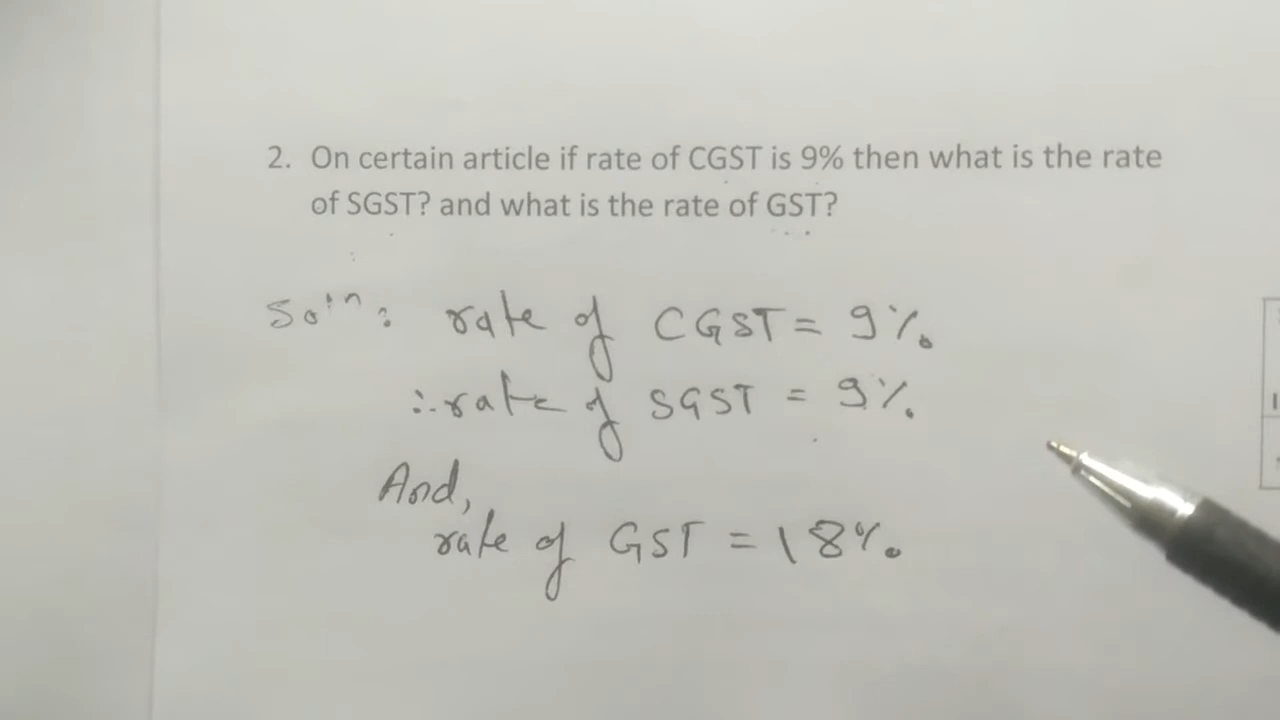 2. On certain article if rate of CGST is 9% then what is the rate
of SGST? and what is the rate of GST?
Soln: rate of CGST = 9%.
∴ rate of SGST = 9%.
And,
rate of GST = 18%.